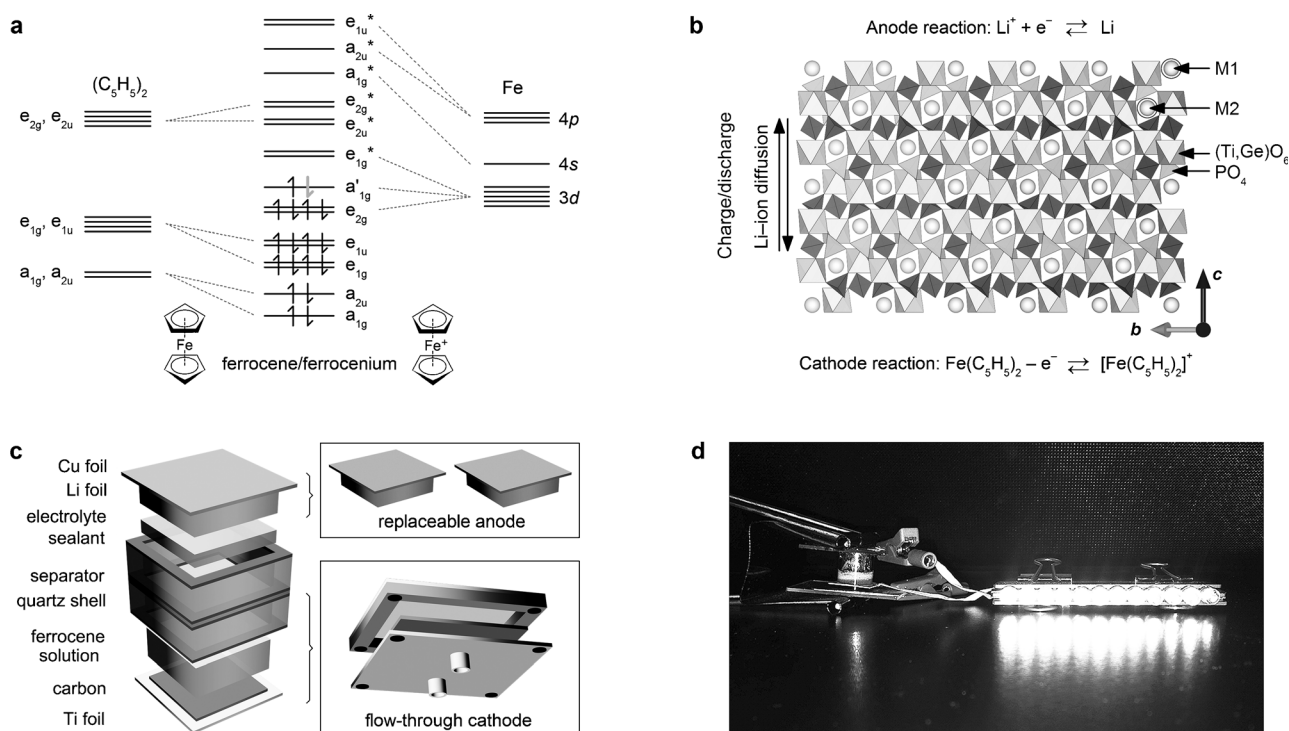 a
(C₅H₅)₂
e₂g, e₂u
e₁g, e₁u
a₁g, a₂u
e₁u*
a₂u*
a₁g*
e₂g*
e₂u*
e₁g*
a'₁g
e₂g
e₁u
e₁g
a₂u
a₁g
Fe
4p
4s
3d
Fe
ferrocene/ferrocenium
Fe⁺
b
Anode reaction: Li⁺ + e⁻ ⇄ Li
Charge/discharge
Li–ion diffusion
M1
M2
(Ti,Ge)O₆
PO₄
c
b
Cathode reaction: Fe(C₅H₅)₂ – e⁻ ⇄ [Fe(C₅H₅)₂]⁺
c
Cu foil
Li foil
electrolyte
sealant
separator
quartz shell
ferrocene
solution
carbon
Ti foil
replaceable anode
flow-through cathode
d